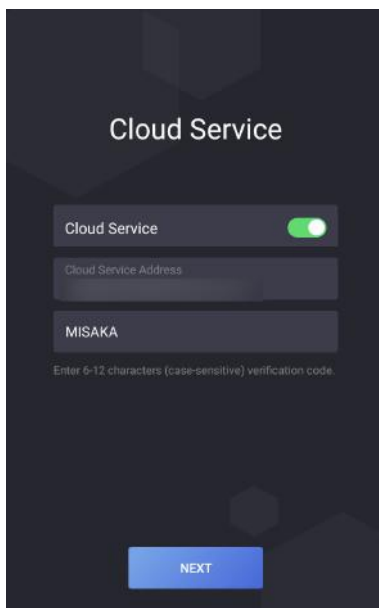 Cloud Service
Cloud Service
Cloud Service Address
MISAKA
Enter 6-12 characters (case-sensitive) verification code.
NEXT